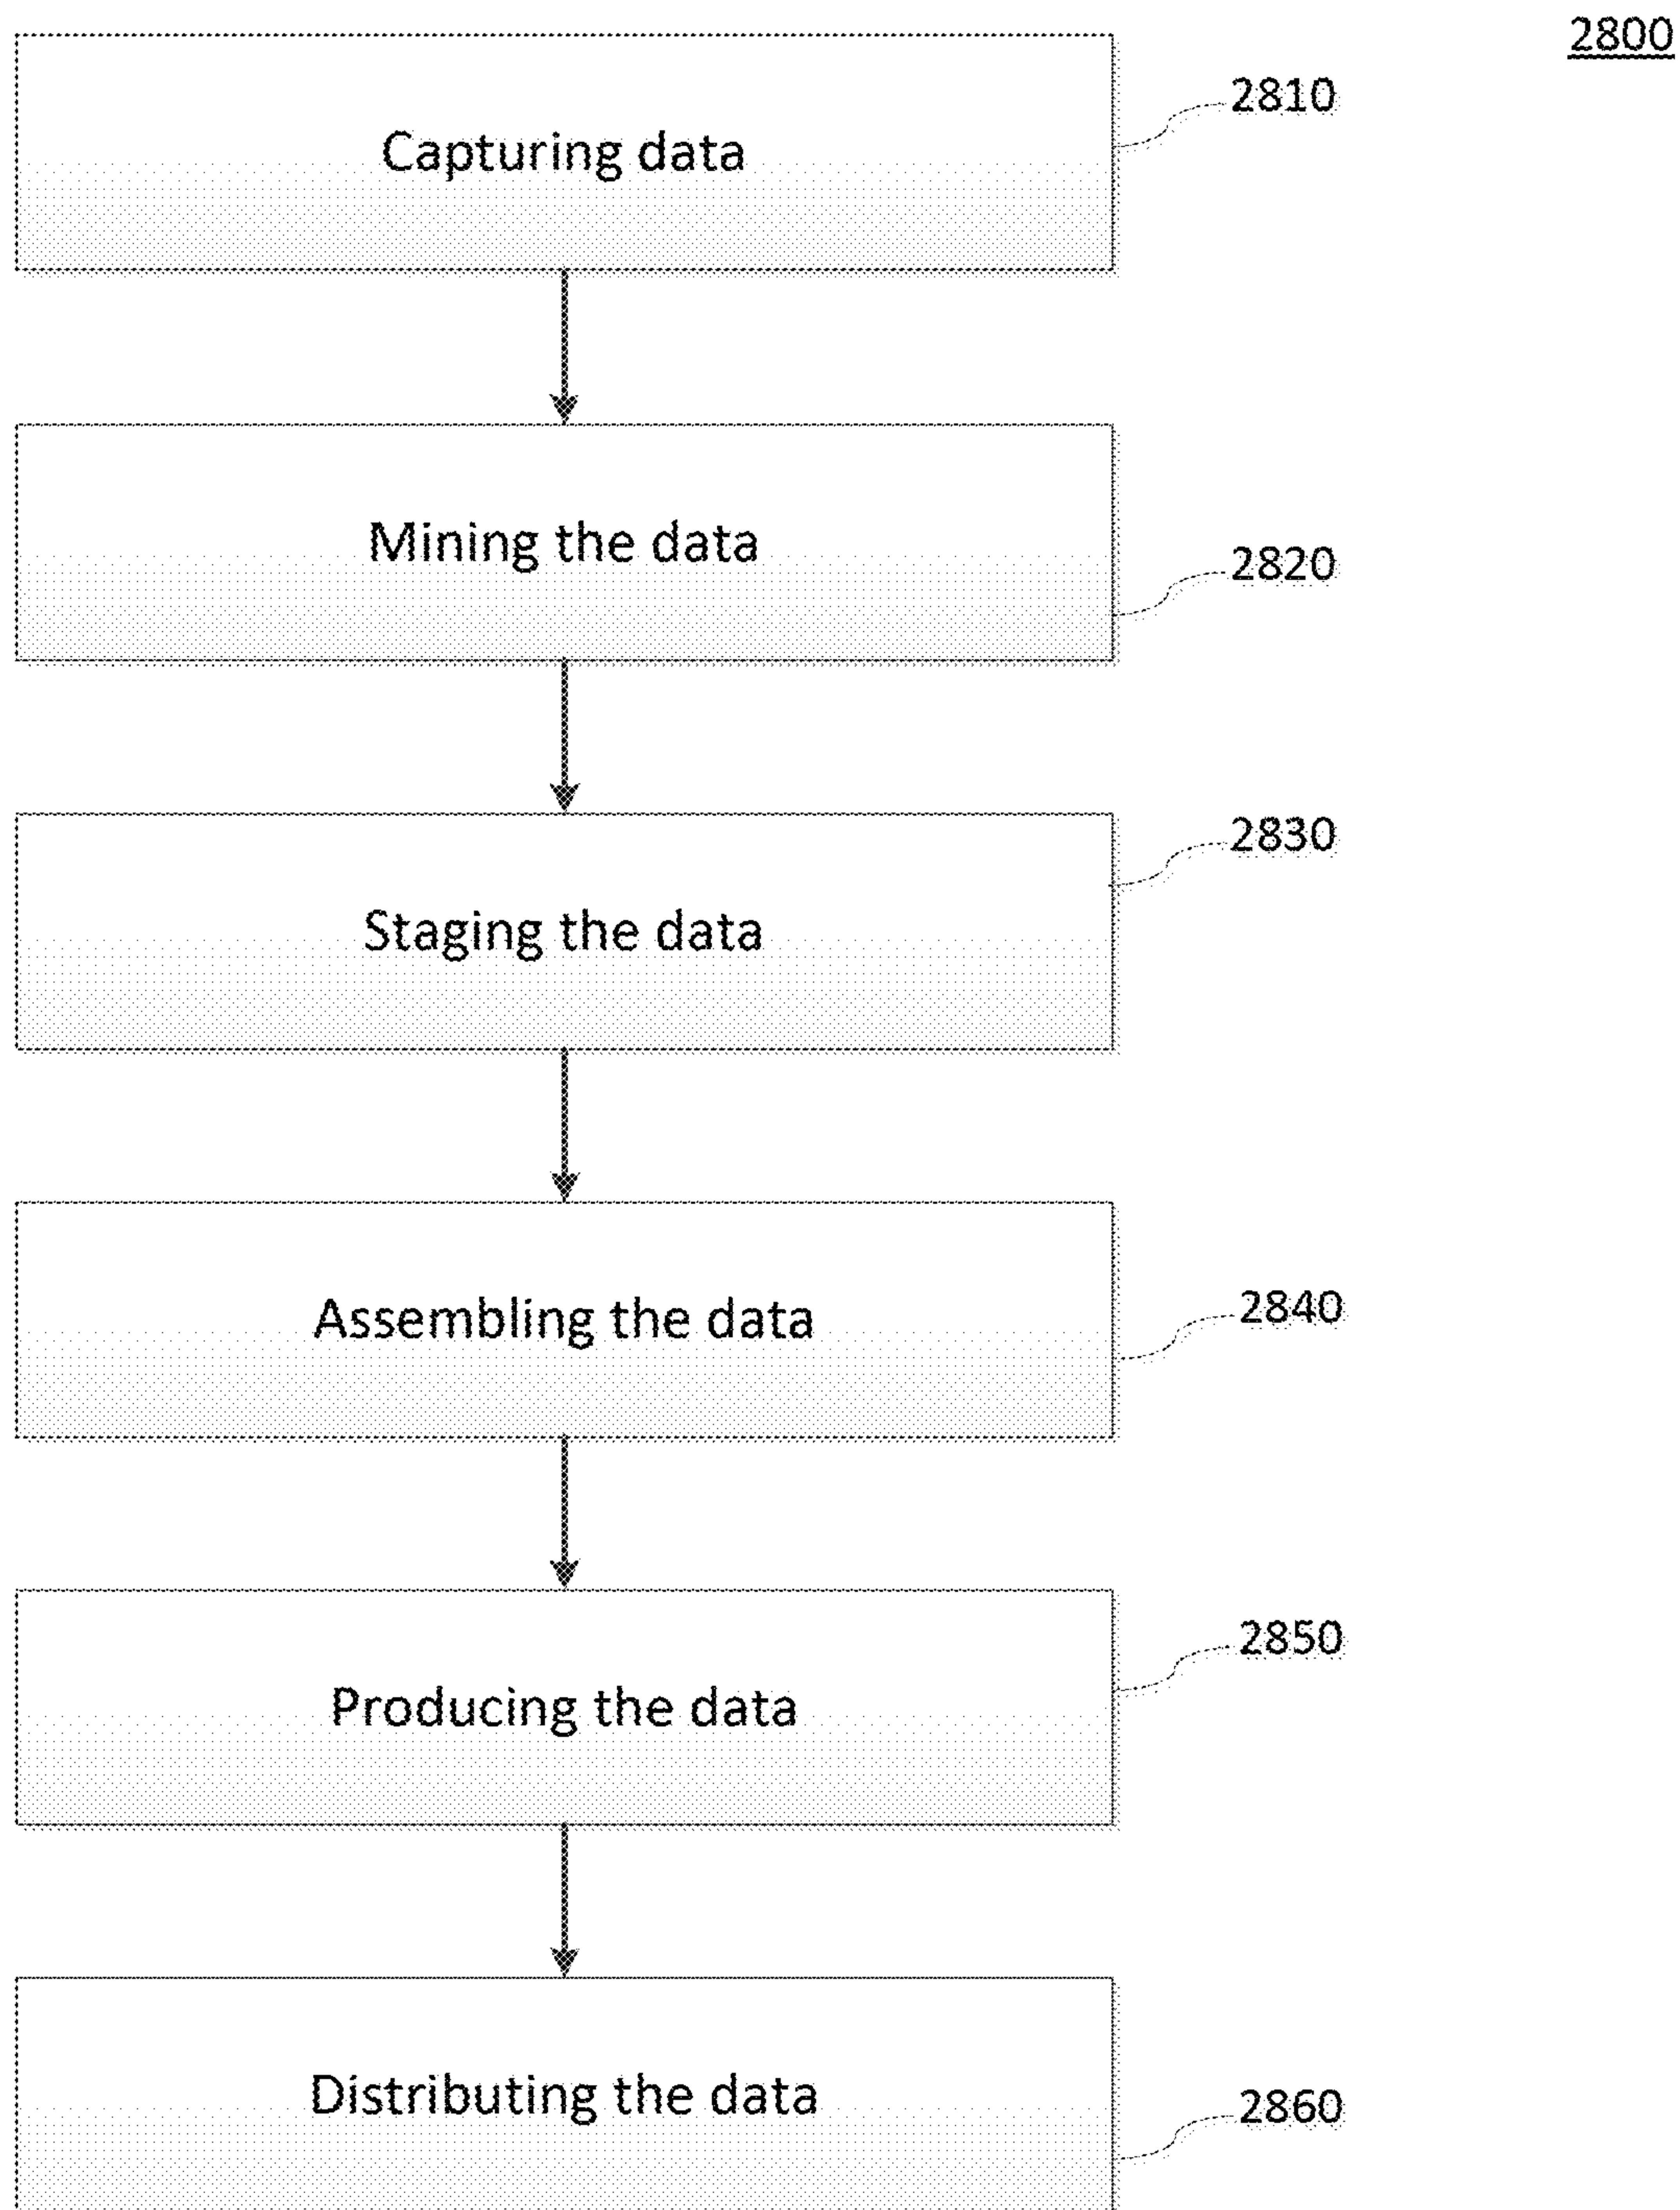 2800
Capturing data
2810
Mining the data
2820
Staging the data
2830
Assembling the data
2840
Producing the data
2850
Distributing the data
2860